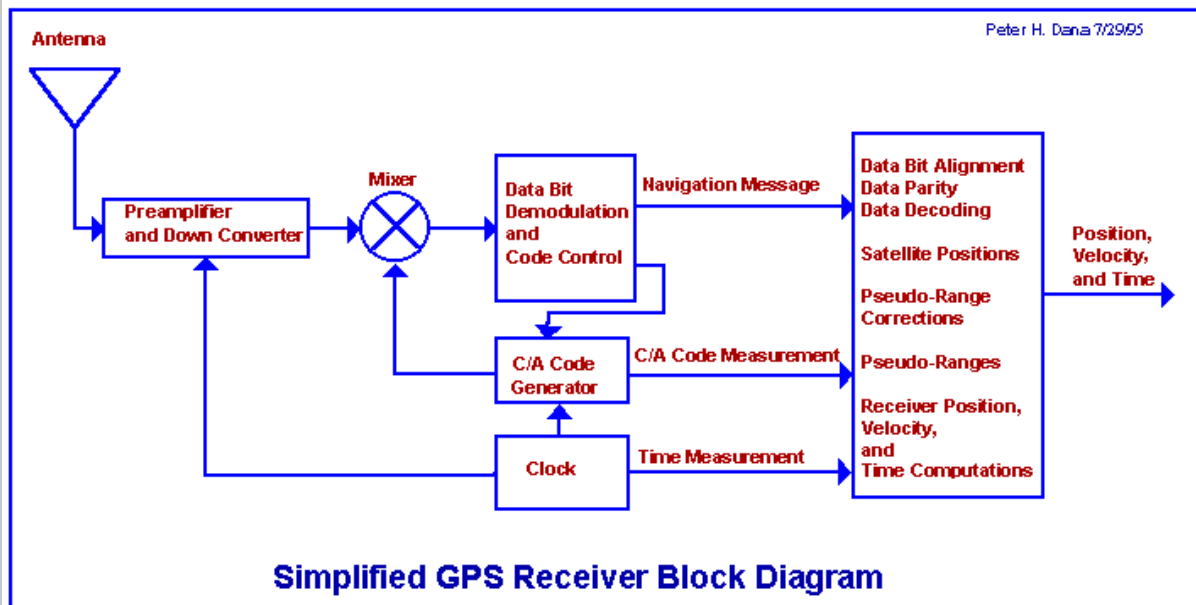 Peter H. Dana 7/29/95
Antenna
Mixer
Preamplifier
and Down Converter
Data Bit
Demodulation
and
Code Control
Navigation Message
C/A Code
Generator
C/A Code Measurement
Clock
Time Measurement
Data Bit Alignment
Data Parity
Data Decoding
Satellite Positions
Pseudo-Range
Corrections
Pseudo-Ranges
Receiver Position,
Velocity,
and
Time Computations
Position,
Velocity,
and Time
Simplified GPS Receiver Block Diagram